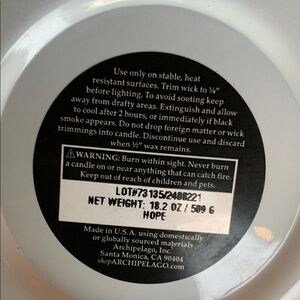 Use only on stable, heat
resistant surfaces. Trim wick to ¼"
before lighting. To avoid sooting keep
away from drafty areas. Extinguish and allow
to cool after 2 hours, or immediately if black
smoke appears. Do not drop foreign matter or wick
trimmings into candle. Discontinue use and discard
when ½" wax remains.
⚠WARNING: Burn within sight. Never burn
a candle on or near anything that can catch fire.
Keep out of reach of children and pets.
LOT#73135/2408221
NET WEIGHT: 18.2 OZ / 509 G
HOPE
Made in U.S.A. using domestically
or globally sourced materials
Archipelago, Inc.
Santa Monica, CA 90404
shopARCHIPELAGO.com